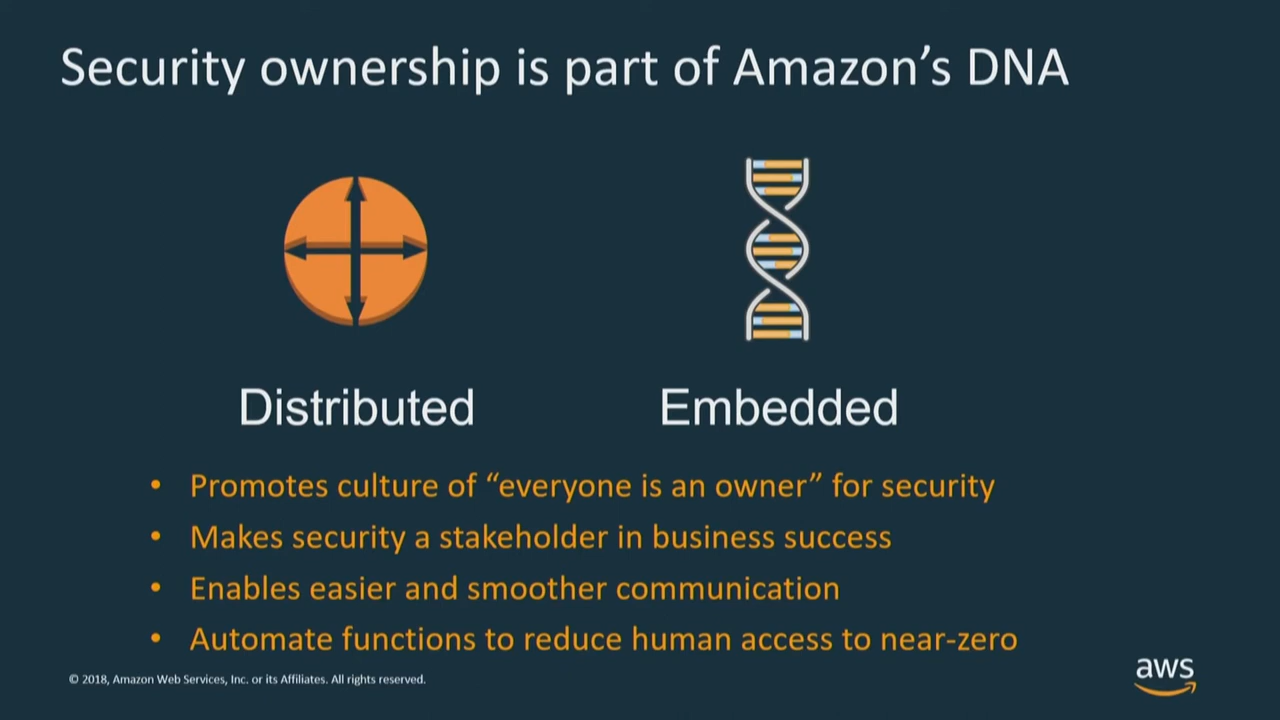 Security ownership is part of Amazon’s DNA
Distributed
Embedded
• Promotes culture of “everyone is an owner” for security
• Makes security a stakeholder in business success
• Enables easier and smoother communication
• Automate functions to reduce human access to near-zero
© 2018, Amazon Web Services, Inc. or its Affiliates. All rights reserved.
aws